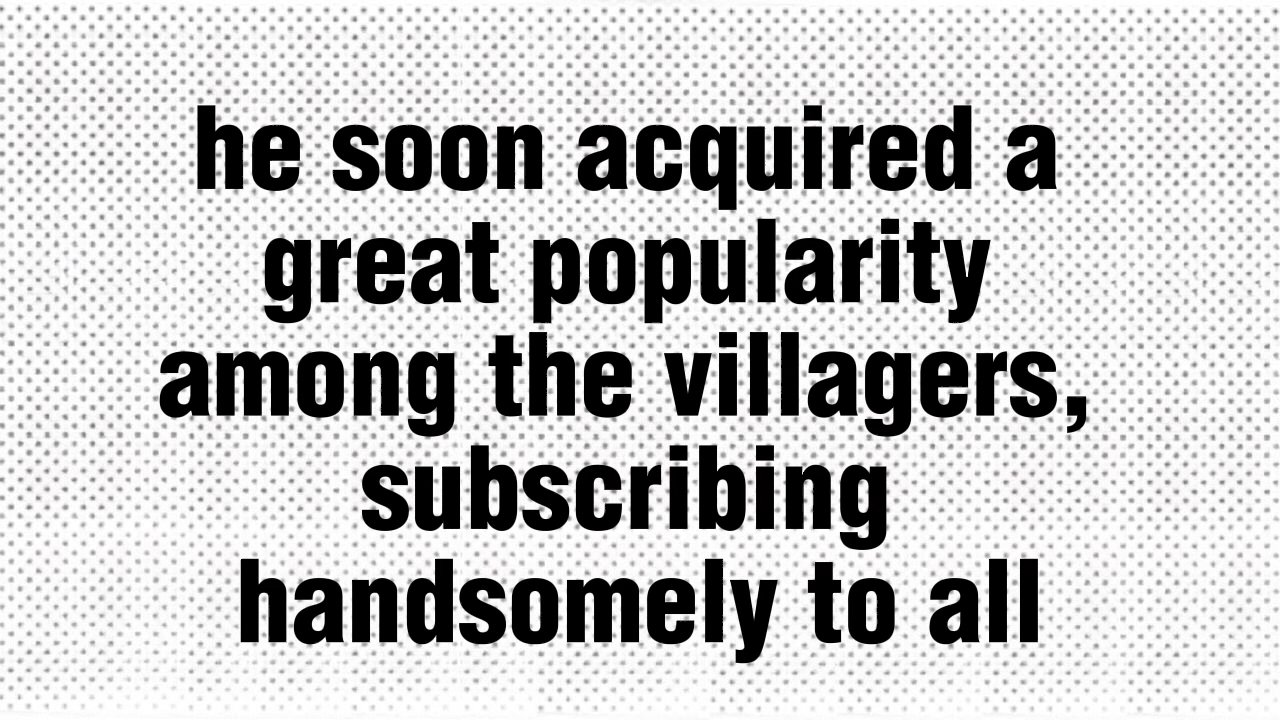 he soon acquired a
great popularity
among the villagers,
subscribing
handsomely to all